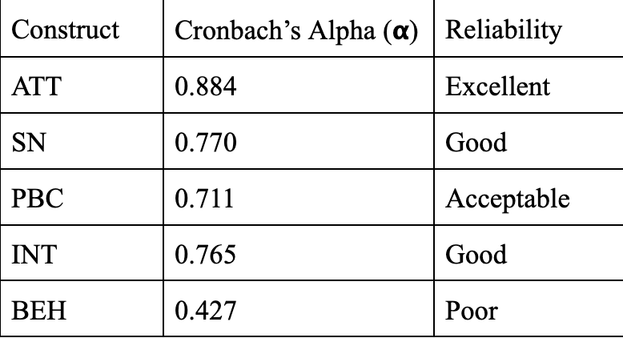 Construct Cronbach’s Alpha (α) Reliability
ATT 0.884 Excellent
SN 0.770 Good
PBC 0.711 Acceptable
INT 0.765 Good
BEH 0.427 Poor